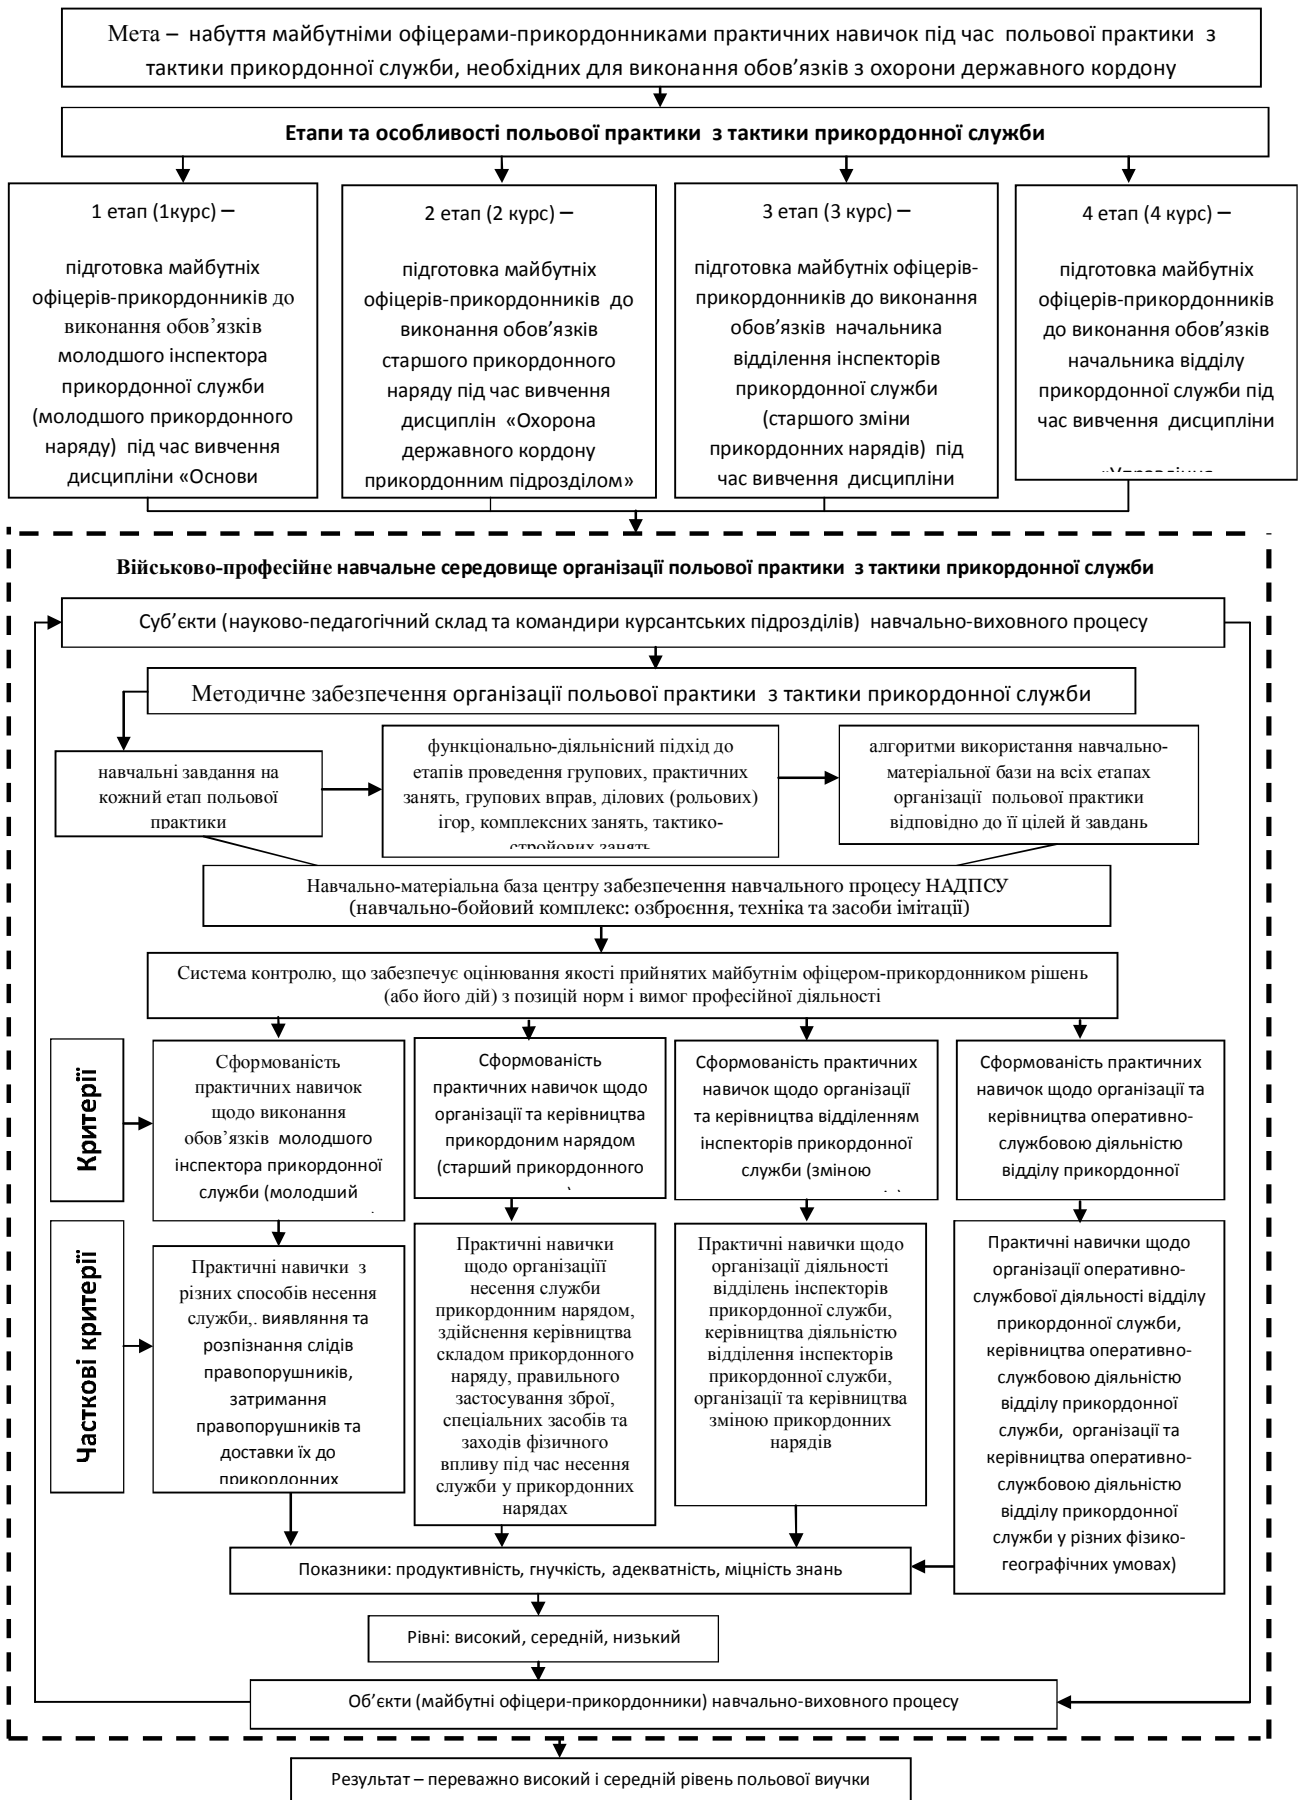 Мета – набуття майбутніми офіцерами-прикордонниками практичних навичок під час польової практики з
тактики прикордонної служби, необхідних для виконання обов’язків з охорони державного кордону
Етапи та особливості польової практики з тактики прикордонної служби
1 етап (1курс) –
підготовка майбутніх
офіцерів-прикордонників до
виконання обов’язків
молодшого інспектора
прикордонної служби
(молодшого прикордонного
наряду) під час вивчення
дисципліни «Основи
2 етап (2 курс) –
підготовка майбутніх
офіцерів-прикордонників до
виконання обов’язків
старшого прикордонного
наряду під час вивчення
дисциплін «Охорона
державного кордону
прикордонним підрозділом»
3 етап (3 курс) –
підготовка майбутніх офіцерів-
прикордонників до виконання
обов’язків начальника
відділення інспекторів
прикордонної служби
(старшого зміни
прикордонних нарядів) під
час вивчення дисципліни
4 етап (4 курс) –
підготовка майбутніх
офіцерів-прикордонників
до виконання обов’язків
начальника відділу
прикордонної служби під
час вивчення дисципліни
Військово-професійне навчальне середовище організації польової практики з тактики прикордонної служби
Суб’єкти (науково-педагогічний склад та командири курсантських підрозділів) навчально-виховного процесу
Методичне забезпечення організації польової практики з тактики прикордонної служби
навчальні завдання на
кожний етап польової
практики
функціонально-діяльнісний підхід до
етапів проведення групових, практичних
занять, групових вправ, ділових (рольових)
ігор, комплексних занять, тактико-
стройових занять
алгоритми використання навчально-
матеріальної бази на всіх етапах
організації польової практики
відповідно до її цілей й завдань
Навчально-матеріальна база центру забезпечення навчального процесу НАДПСУ
(навчально-бойовий комплекс: озброєння, техніка та засоби імітації)
Система контролю, що забезпечує оцінювання якості прийнятих майбутнім офіцером-прикордонником рішень
(або його дій) з позицій норм і вимог професійної діяльності
Критерії
Сформованість
практичних навичок
щодо виконання
обов’язків молодшого
інспектора прикордонної
служби (молодший
Сформованість
практичних навичок щодо
організації та керівництва
прикордоним нарядом
(старший прикордонного
Сформованість практичних
навичок щодо організації
та керівництва відділенням
інспекторів прикордонної
служби (зміною
Сформованість практичних
навичок щодо організації та
керівництва оперативно-
службовою діяльністю
відділу прикордонної
Часткові критерії
Практичні навички з
різних способів несення
служби,. виявляння та
розпізнання слідів
правопорушників,
затримання
правопорушників та
доставки їх до
прикордонних
Практичні навички
щодо організаціїї
несення служби
прикордонним нарядом,
здійснення керівництва
складом прикордонного
наряду, правильного
застосування зброї,
спеціальних засобів та
заходів фізичного
впливу під час несення
служби у прикордонних
нарядах
Практичні навички щодо
організації діяльності
відділень інспекторів
прикордонної служби,
керівництва діяльністю
відділення інспекторів
прикордонної служби,
організації та керівництва
зміною прикордонних
нарядів
Практичні навички щодо
організації оперативно-
службової діяльності відділу
прикордонної служби,
керівництва оперативно-
службовою діяльністю
відділу прикордонної
служби, організації та
керівництва оперативно-
службовою діяльністю
відділу прикордонної
служби у різних фізико-
географічних умовах)
Показники: продуктивність, гнучкість, адекватність, міцність знань
Рівні: високий, середній, низький
Об’єкти (майбутні офіцери-прикордонники) навчально-виховного процесу
Результат – переважно високий і середній рівень польової виучки